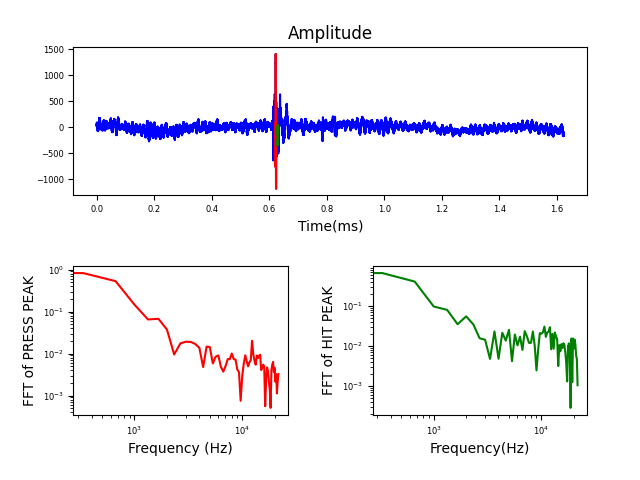 Amplitude
1500
1000
500
0
−500
−1000
0.0 0.2 0.4 0.6 0.8 1.0 1.2 1.4 1.6
Time(ms)
FFT of PRESS PEAK
10⁰
10⁻¹
10⁻²
10⁻³
10³ 10⁴
Frequency (Hz)
FFT of HIT PEAK
10⁻¹
10⁻²
10⁻³
10³ 10⁴
Frequency(Hz)